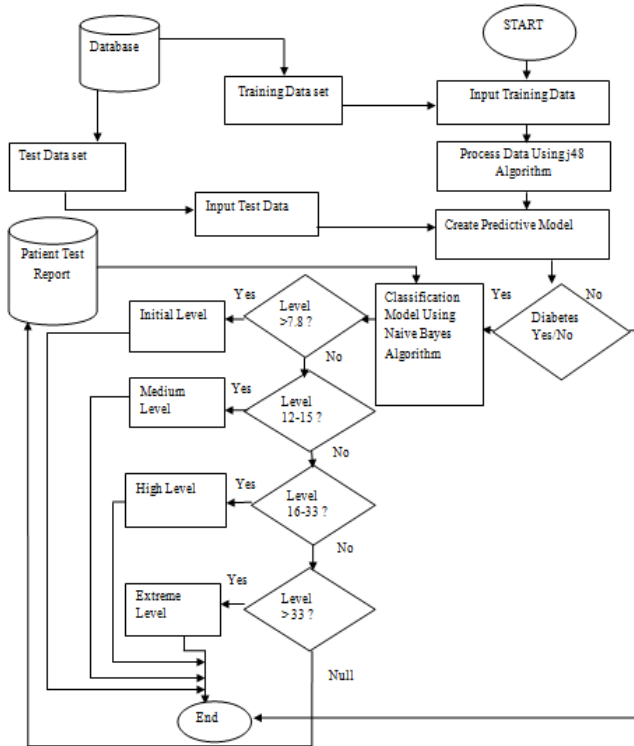 START
Database
Training Data set
Input Training Data
Process Data Using j48
Algorithm
Test Data set
Input Test Data
Create Predictive Model
Patient Test
Report
Yes
Initial Level
Level
>7.8 ?
Classification
Model Using
Naive Bayes
Algorithm
Yes
No
Diabetes
Yes/No
No
Medium
Level
Yes
Level
12-15 ?
No
High Level
Yes
Level
16-33 ?
No
Extreme
Level
Yes
Level
> 33 ?
Null
End